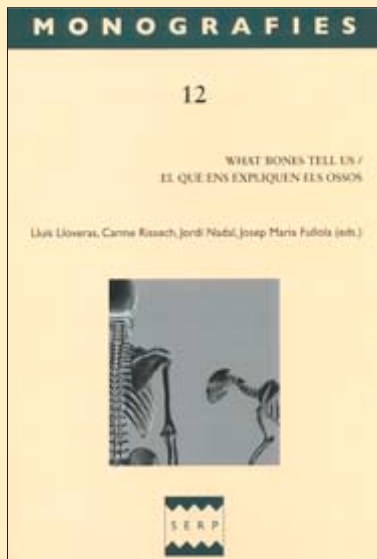 MONOGRAFIES
12
WHAT BONES TELL US /
EL QUE ENS EXPLIQUEN ELS OSSOS
Lluís Lloveras, Carme Rissech, Jordi Nadal, Josep Maria Fullola (eds.)
SERP